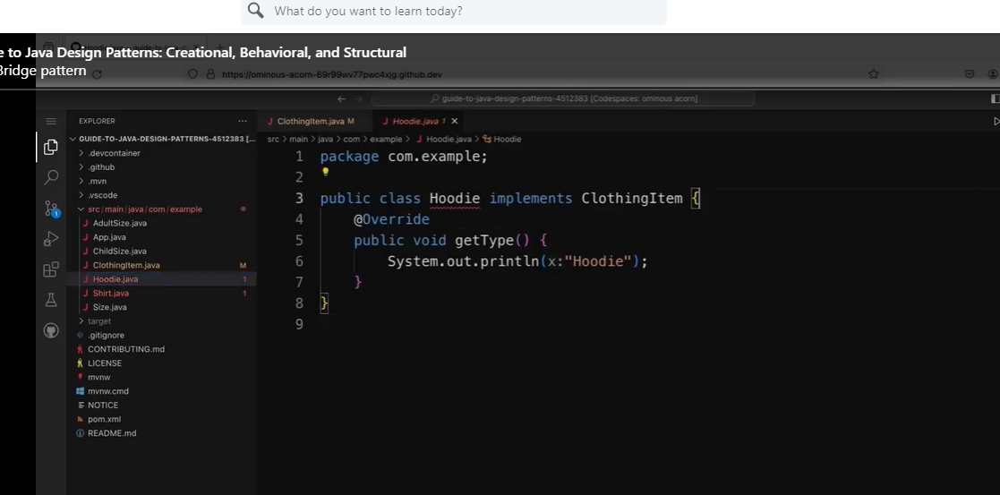 What do you want to learn today?
e to Java Design Patterns: Creational, Behavioral, and Structural
Bridge pattern
https://ominous-acorn-69r99wv77pwc4xjg.github.dev
guide-to-java-design-patterns-4512383 [Codespaces: ominous acorn]
EXPLORER
GUIDE-TO-JAVA-DESIGN-PATTERNS-4512383 [...
.devcontainer
.github
.mvn
.vscode
src/main/java/com/example
J AdultSize.java
J App.java
J ChildSize.java
J ClothingItem.java M
J Hoodie.java 1
J Shirt.java 1
J Size.java
target
.gitignore
CONTRIBUTING.md
LICENSE
mvnw
mvnw.cmd
NOTICE
pom.xml
README.md
1
J ClothingItem.java M
J Hoodie.java 1 ×
src > main > java > com > example > J Hoodie.java > Hoodie
1 package com.example;
2
3 public class Hoodie implements ClothingItem {
4 @Override
5 public void getType() {
6 System.out.println(x:"Hoodie");
7 }
8 }
9